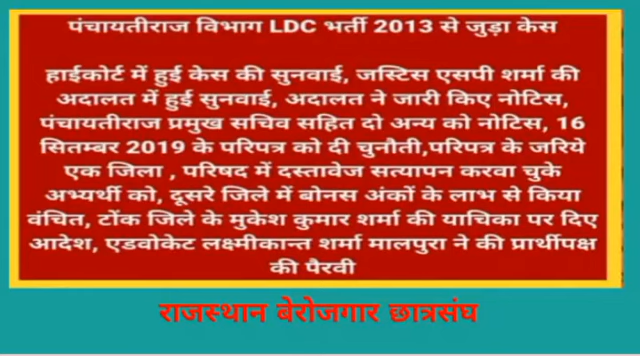 पंचायतीराज विभाग LDC भर्ती 2013 से जुड़ा केस
हाईकोर्ट में हुई केस की सुनवाई, जस्टिस एसपी शर्मा की
अदालत में हुई सुनवाई, अदालत ने जारी किए नोटिस,
पंचायतीराज प्रमुख सचिव सहित दो अन्य को नोटिस, 16
सितम्बर 2019 के परिपत्र को दी चुनौती,परिपत्र के जरिये
एक जिला , परिषद में दस्तावेज सत्यापन करवा चुके
अभ्यर्थी को, दूसरे जिले में बोनस अंकों के लाभ से किया
वंचित, टोंक जिले के मुकेश कुमार शर्मा की याचिका पर दिए
आदेश, एडवोकेट लक्ष्मीकान्त शर्मा मालपुरा ने की प्रार्थीपक्ष
की पैरवी
राजस्थान बेरोजगार छात्रसंघ